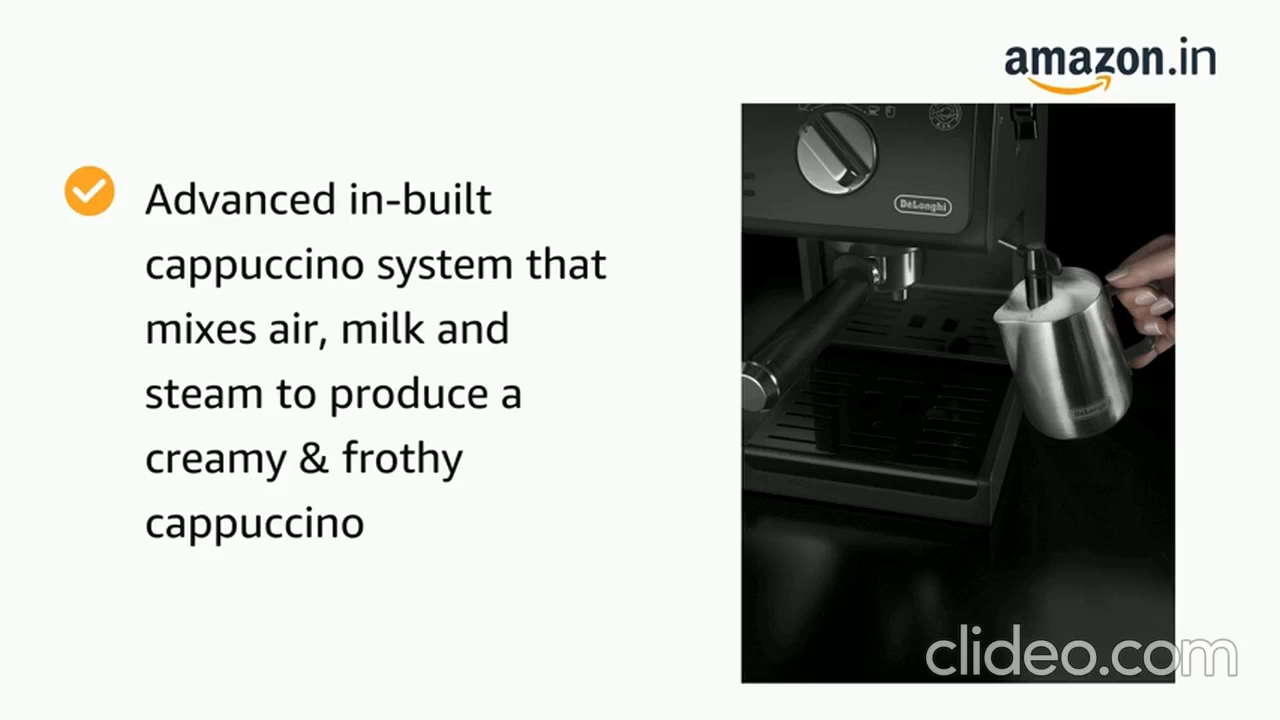 amazon.in
Advanced in-built
cappuccino system that
mixes air, milk and
steam to produce a
creamy & frothy
cappuccino
DeLonghi
DeLonghi
clideo.com